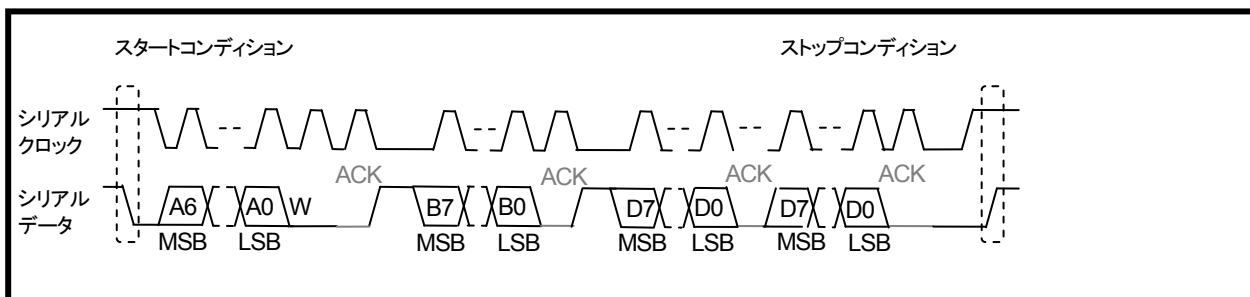 スタートコンディション ストップコンディション
シリアル
クロック
ACK ACK ACK ACK
シリアル
データ
A6 A0 W B7 B0 D7 D0 D7 D0
MSB LSB MSB LSB MSB LSB MSB LSB